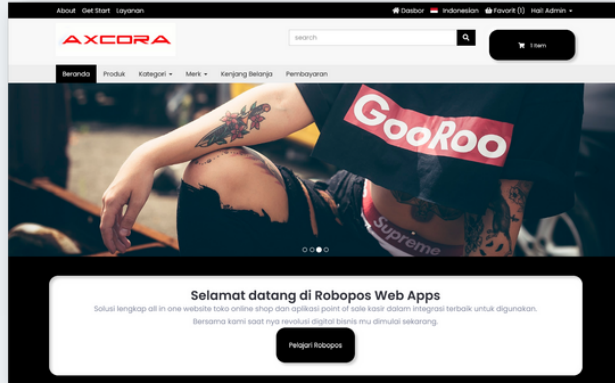 About Get Start Layanan Dasbor Indonesian Favorit (1) Hai! Admin
AXCORA search 1 item
Beranda Produk Kategori Merk Kenjang Belanja Pembayaran
GooRoo
Supreme
Selamat datang di Robopos Web Apps
Solusi lengkap all in one website toko online shop dan aplikasi point of sale kasir dalam integrasi terbaik untuk digunakan.
Bersama kami saat nya revolusi digital bisnis mu dimulai sekarang.
Pelajari Robopos